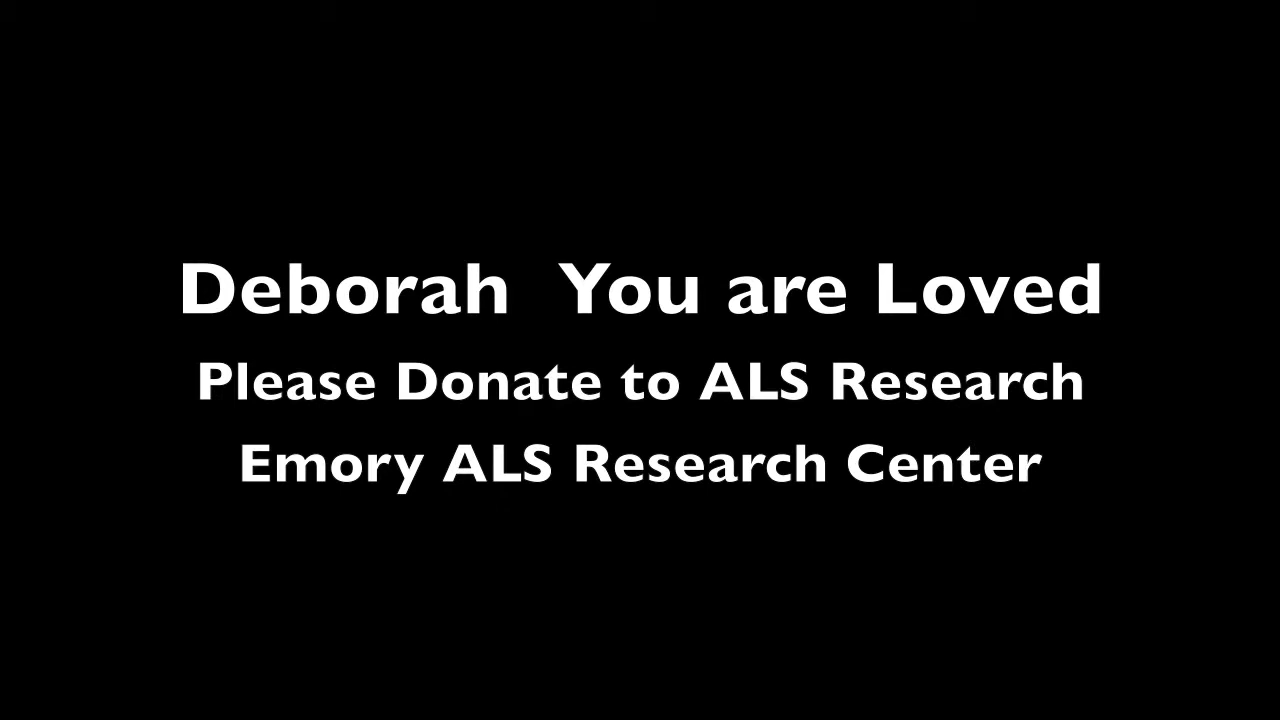 Deborah  You are Loved
Please Donate to ALS Research
Emory ALS Research Center